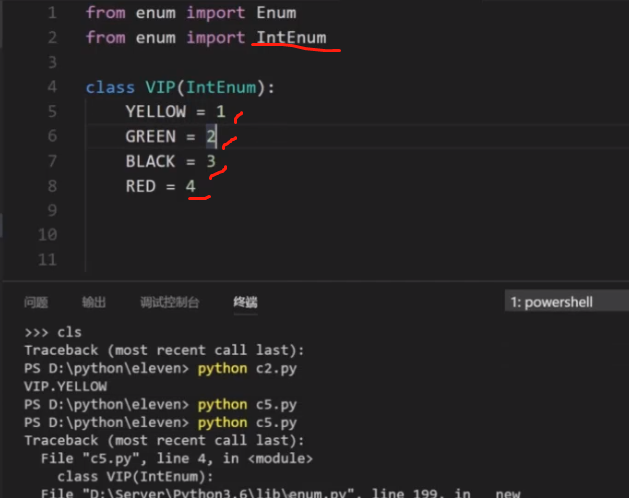 1 from enum import Enum
2 from enum import IntEnum
3
4 class VIP(IntEnum):
5 YELLOW = 1
6 GREEN = 2
7 BLACK = 3
8 RED = 4
9
10
11
问题 输出 调试控制台 终端 1: powershell
>>> cls
Traceback (most recent call last):
PS D:\python\eleven> python c2.py
VIP.YELLOW
PS D:\python\eleven> python c5.py
PS D:\python\eleven> python c5.py
Traceback (most recent call last):
File "c5.py", line 4, in <module>
class VIP(IntEnum):
File "D:\Server\Python3.6\lib\enum.py", line 199, in __new